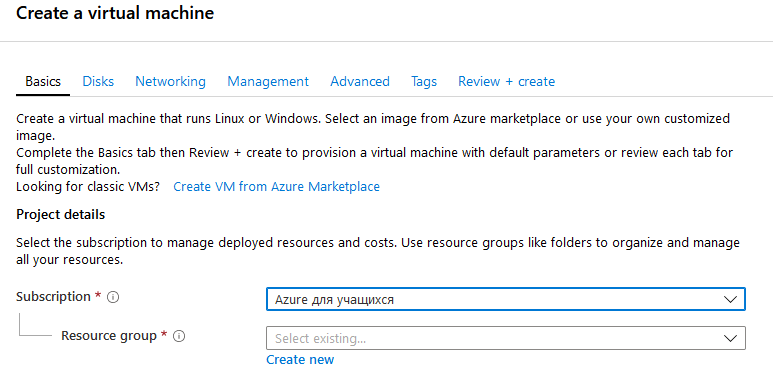 Create a virtual machine
Basics Disks Networking Management Advanced Tags Review + create
Create a virtual machine that runs Linux or Windows. Select an image from Azure marketplace or use your own customized
image.
Complete the Basics tab then Review + create to provision a virtual machine with default parameters or review each tab for
full customization.
Looking for classic VMs? Create VM from Azure Marketplace
Project details
Select the subscription to manage deployed resources and costs. Use resource groups like folders to organize and manage
all your resources.
Subscription * Azure для учащихся
Resource group * Select existing...
Create new